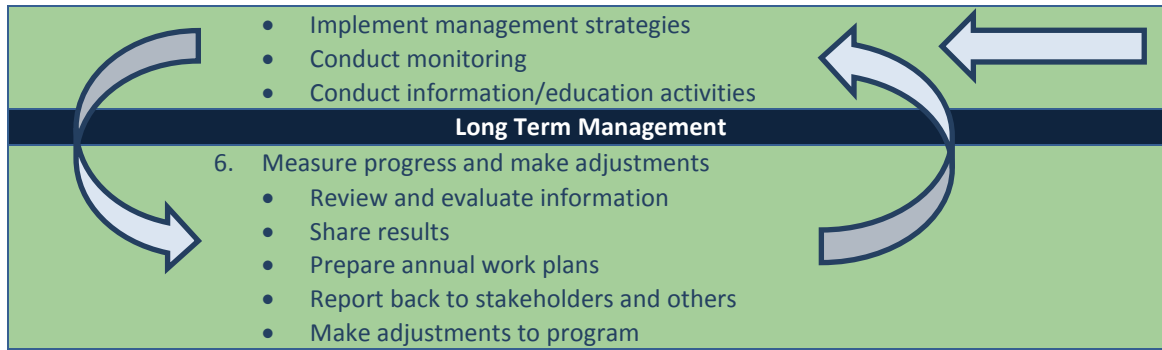 • Implement management strategies
• Conduct monitoring
• Conduct information/education activities
Long Term Management
6. Measure progress and make adjustments
• Review and evaluate information
• Share results
• Prepare annual work plans
• Report back to stakeholders and others
• Make adjustments to program